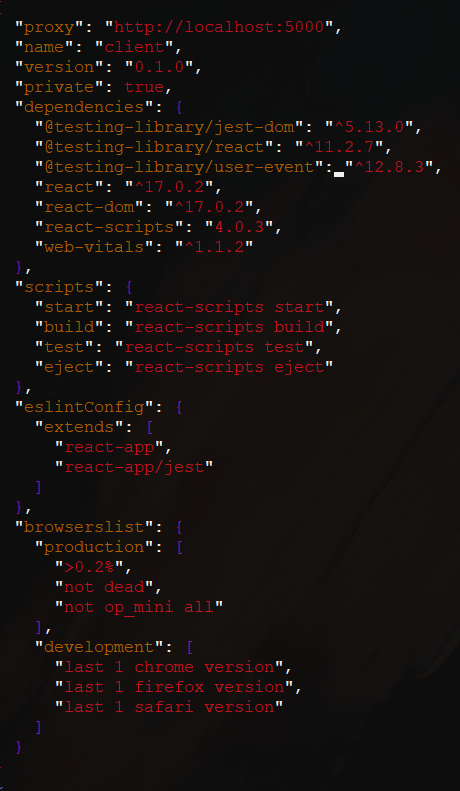 "proxy": "http://localhost:5000",
"name": "client",
"version": "0.1.0",
"private": true,
"dependencies": {
"@testing-library/jest-dom": "^5.13.0",
"@testing-library/react": "^11.2.7",
"@testing-library/user-event": "^12.8.3",
"react": "^17.0.2",
"react-dom": "^17.0.2",
"react-scripts": "4.0.3",
"web-vitals": "^1.1.2"
},
"scripts": {
"start": "react-scripts start",
"build": "react-scripts build",
"test": "react-scripts test",
"eject": "react-scripts eject"
},
"eslintConfig": {
"extends": [
"react-app",
"react-app/jest"
]
},
"browserslist": {
"production": [
">0.2%",
"not dead",
"not op_mini all"
],
"development": [
"last 1 chrome version",
"last 1 firefox version",
"last 1 safari version"
]
}